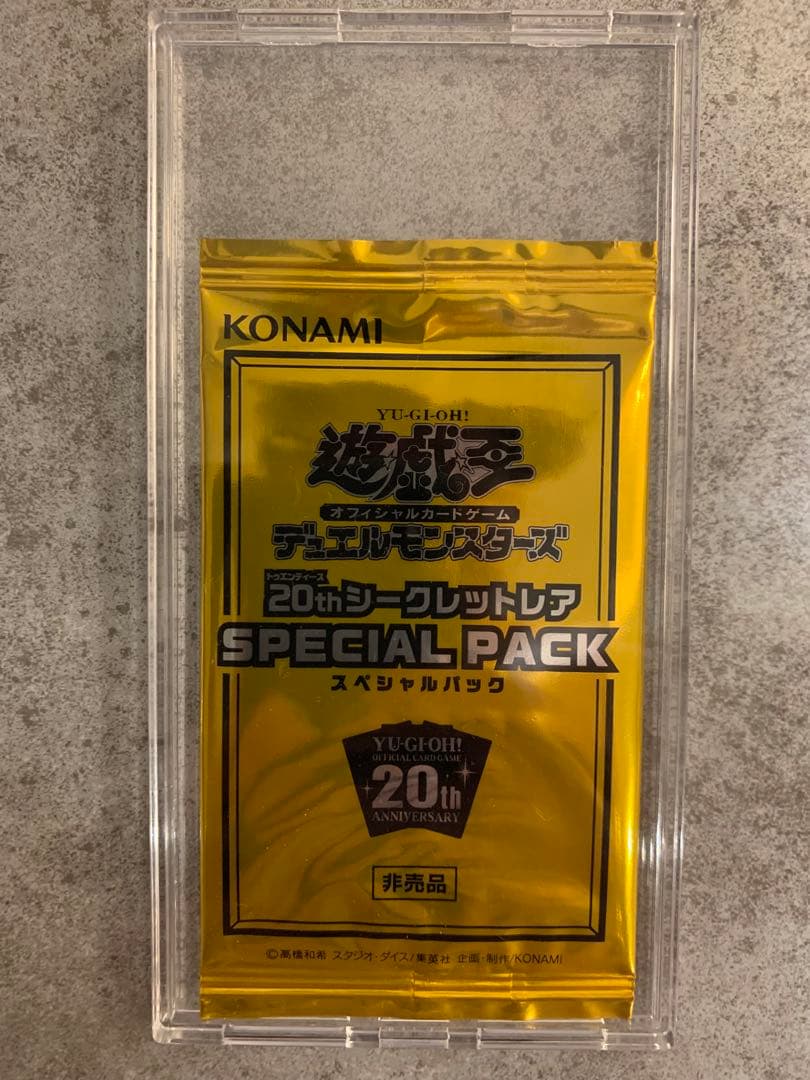 KONAMI
YU-GI-OH!
遊戯王
オフィシャルカードゲーム
デュエルモンスターズ
トゥエンティース
20thシークレットレア
SPECIAL PACK
スペシャルパック
YU-GI-OH!
OFFICIAL CARD GAME
20th
ANNIVERSARY
非売品
©高橋和希 スタジオ・ダイス/集英社 企画・制作/KONAMI